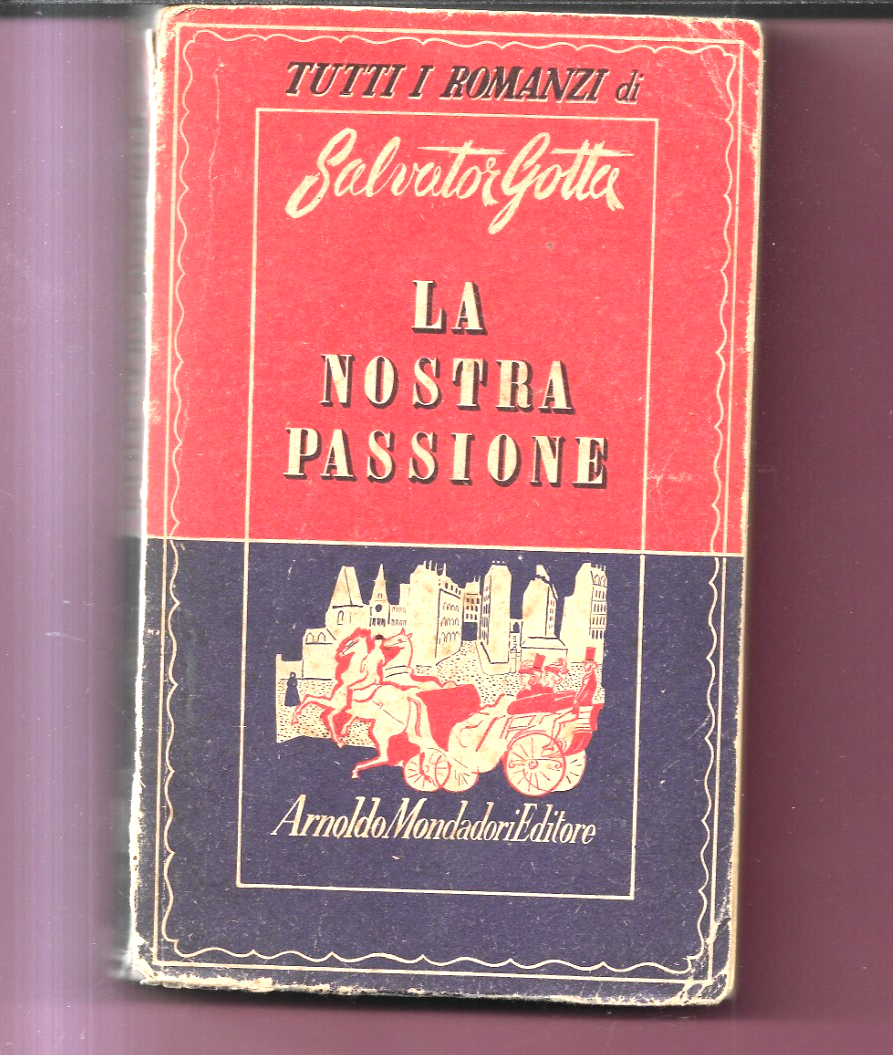 TUTTI I ROMANZI di
Salvator Gotta
LA
NOSTRA
PASSIONE
Arnoldo Mondadori Editore